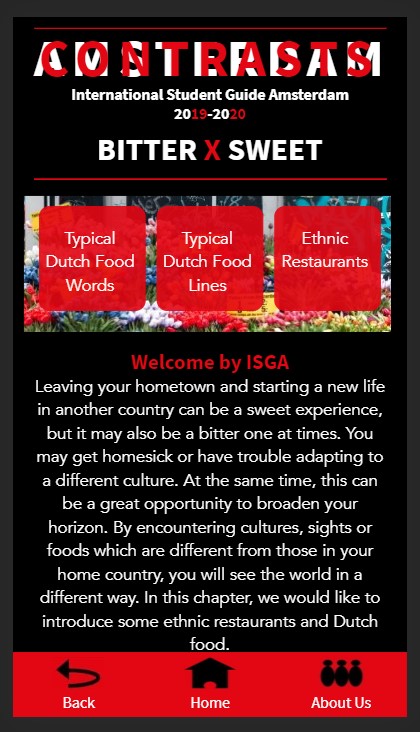 AMSTERDAM
CONTRASTS
International Student Guide Amsterdam
2019-2020
BITTER X SWEET
Typical
Dutch Food
Words
Typical
Dutch Food
Lines
Ethnic
Restaurants
Welcome by ISGA
Leaving your hometown and starting a new life
in another country can be a sweet experience,
but it may also be a bitter one at times. You
may get homesick or have trouble adapting to
a different culture. At the same time, this can
be a great opportunity to broaden your
horizon. By encountering cultures, sights or
foods which are different from those in your
home country, you will see the world in a
different way. In this chapter, we would like to
introduce some ethnic restaurants and Dutch
food.
Back
Home
About Us